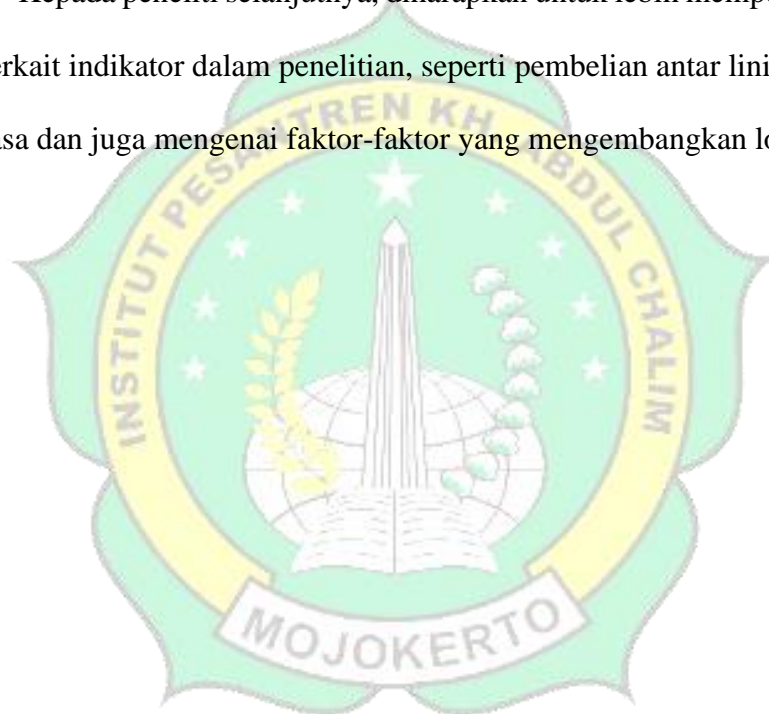 Kepada peneliti selanjutnya, diharapkan untuk lebih
erkait indikator dalam penelitian, seperti pembelian antar lini
asa dan juga mengenai faktor-faktor yang mengembangkan lo
INSTITUT PESANTREN KH. ABDUL CHALIM
MOJOKERTO